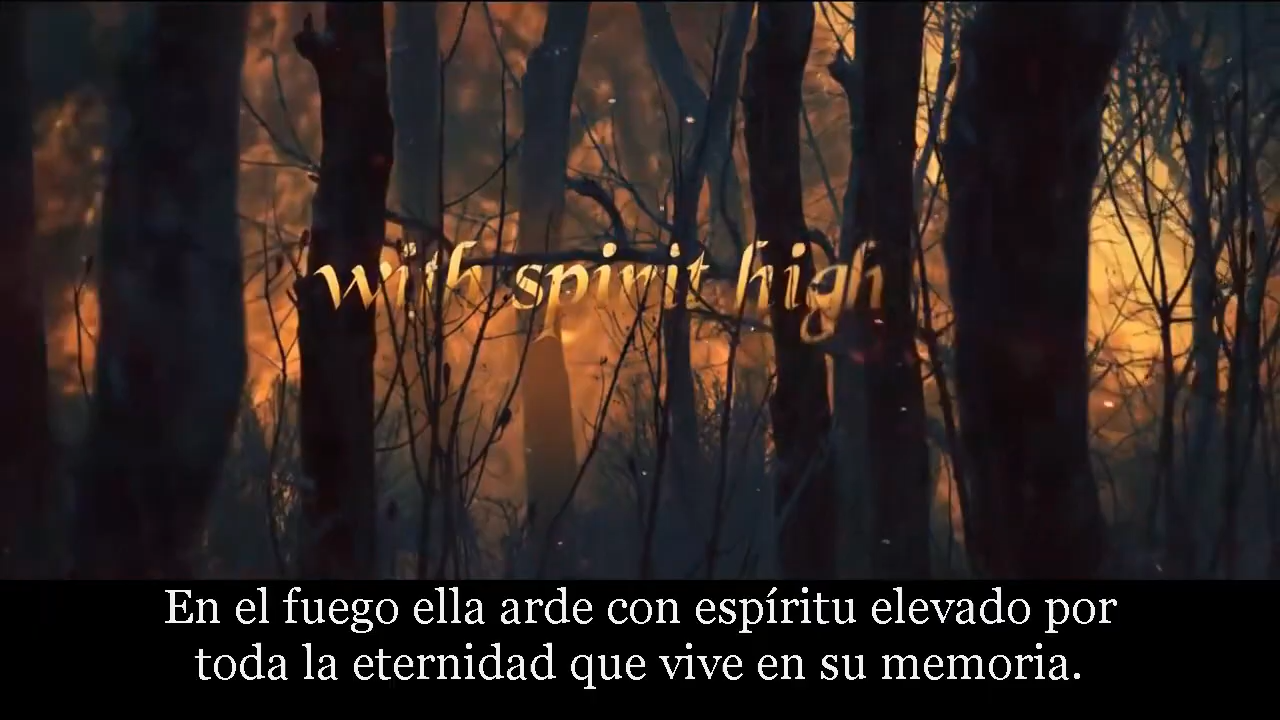 with spirit high
En el fuego ella arde con espíritu elevado por
toda la eternidad que vive en su memoria.